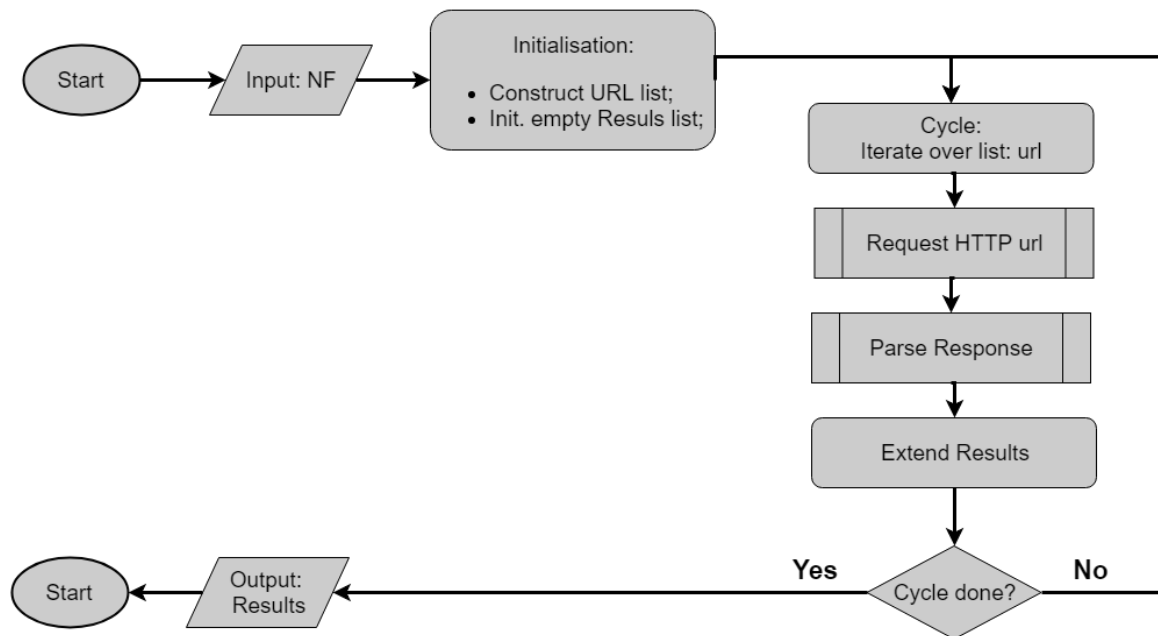 Start
Input: NF
Initialisation:
• Construct URL list;
• Init. empty Resuls list;
Cycle:
Iterate over list: url
Request HTTP url
Parse Response
Extend Results
Cycle done?
Yes
No
Output:
Results
Start